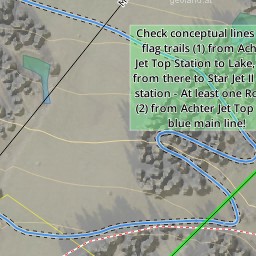 Check conceptual lines
flag trails (1) from Ach
Jet Top Station to Lake,
from there to Star Jet II
station - At least one Ro
(2) from Achter Jet Top
blue main line!